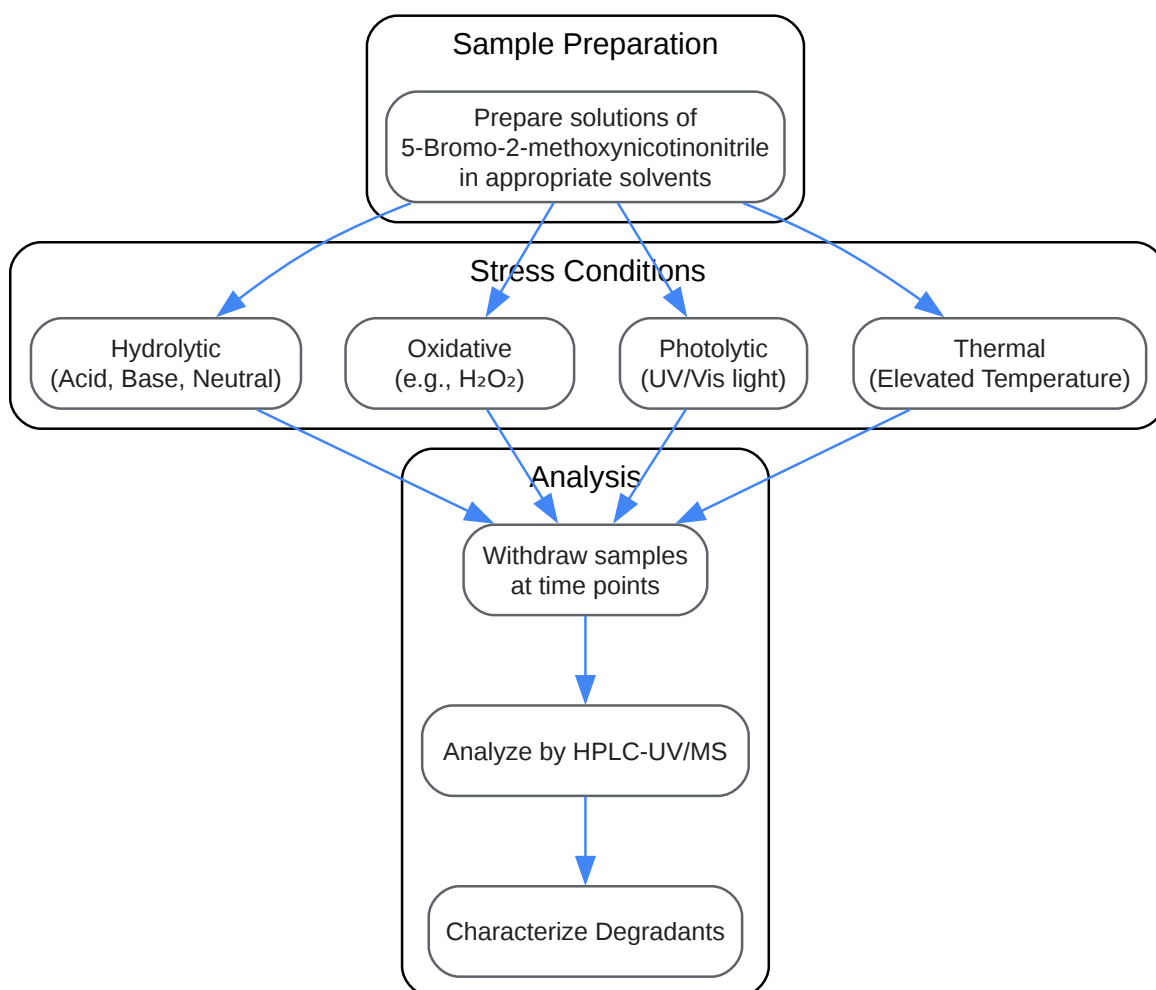 Sample Preparation
Prepare solutions of
5-Bromo-2-methoxynicotinonitrile
in appropriate solvents
Stress Conditions
Hydrolytic
(Acid, Base, Neutral)
Oxidative
(e.g., H₂O₂)
Photolytic
(UV/Vis light)
Thermal
(Elevated Temperature)
Analysis
Withdraw samples
at time points
Analyze by HPLC-UV/MS
Characterize Degradants